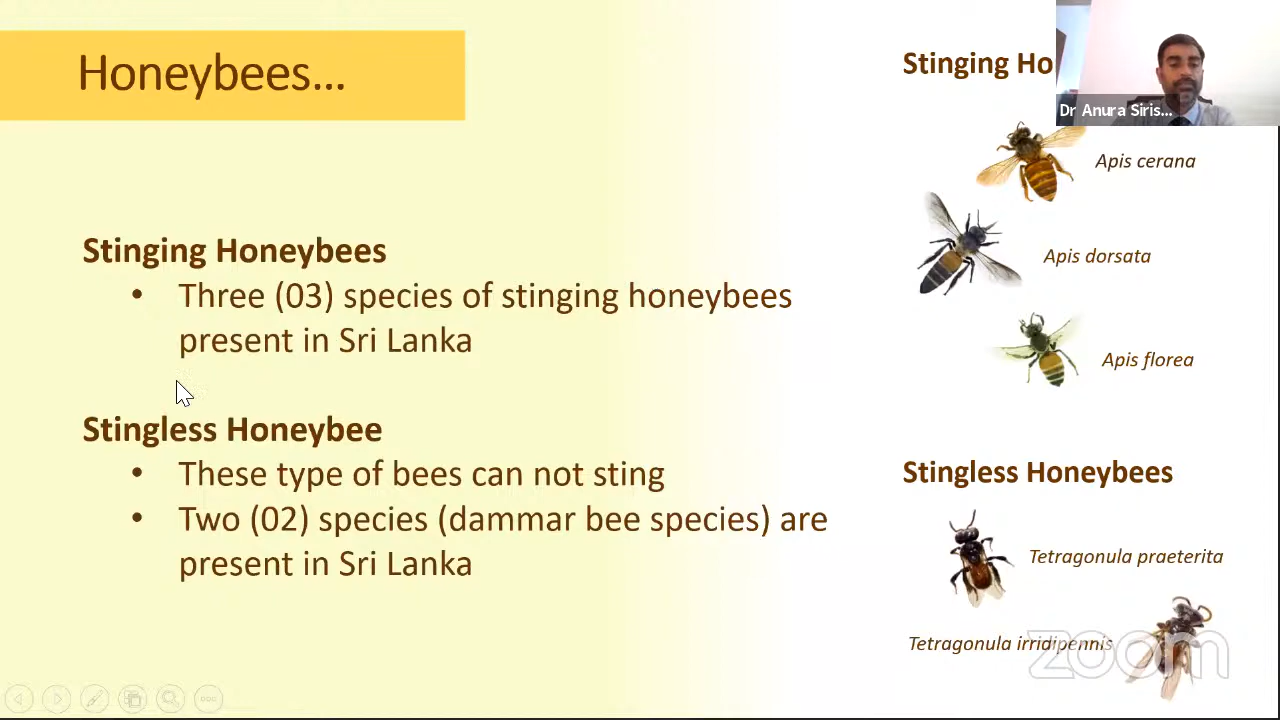 Honeybees...
Stinging Honeybees
• Three (03) species of stinging honeybees
present in Sri Lanka
Stingless Honeybee
• These type of bees can not sting
• Two (02) species (dammar bee species) are
present in Sri Lanka
Stinging Ho
Dr Anura Siris...
Apis cerana
Apis dorsata
Apis florea
Stingless Honeybees
Tetragonula praeterita
Tetragonula irridipennis
zoom